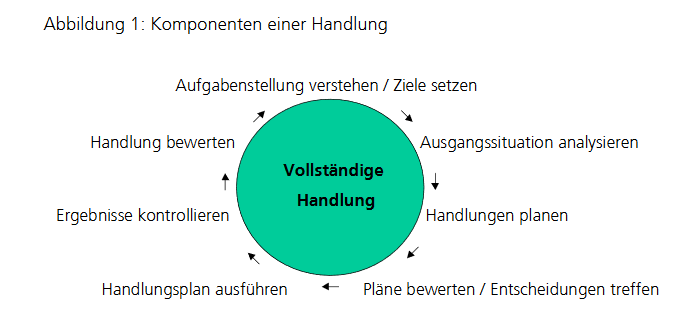 Abbildung 1: Komponenten einer Handlung
Aufgabenstellung verstehen / Ziele setzen
Handlung bewerten
Ausgangssituation analysieren
Vollständige
Handlung
Ergebnisse kontrollieren
Handlungen planen
Handlungsplan ausführen
Pläne bewerten / Entscheidungen treffen